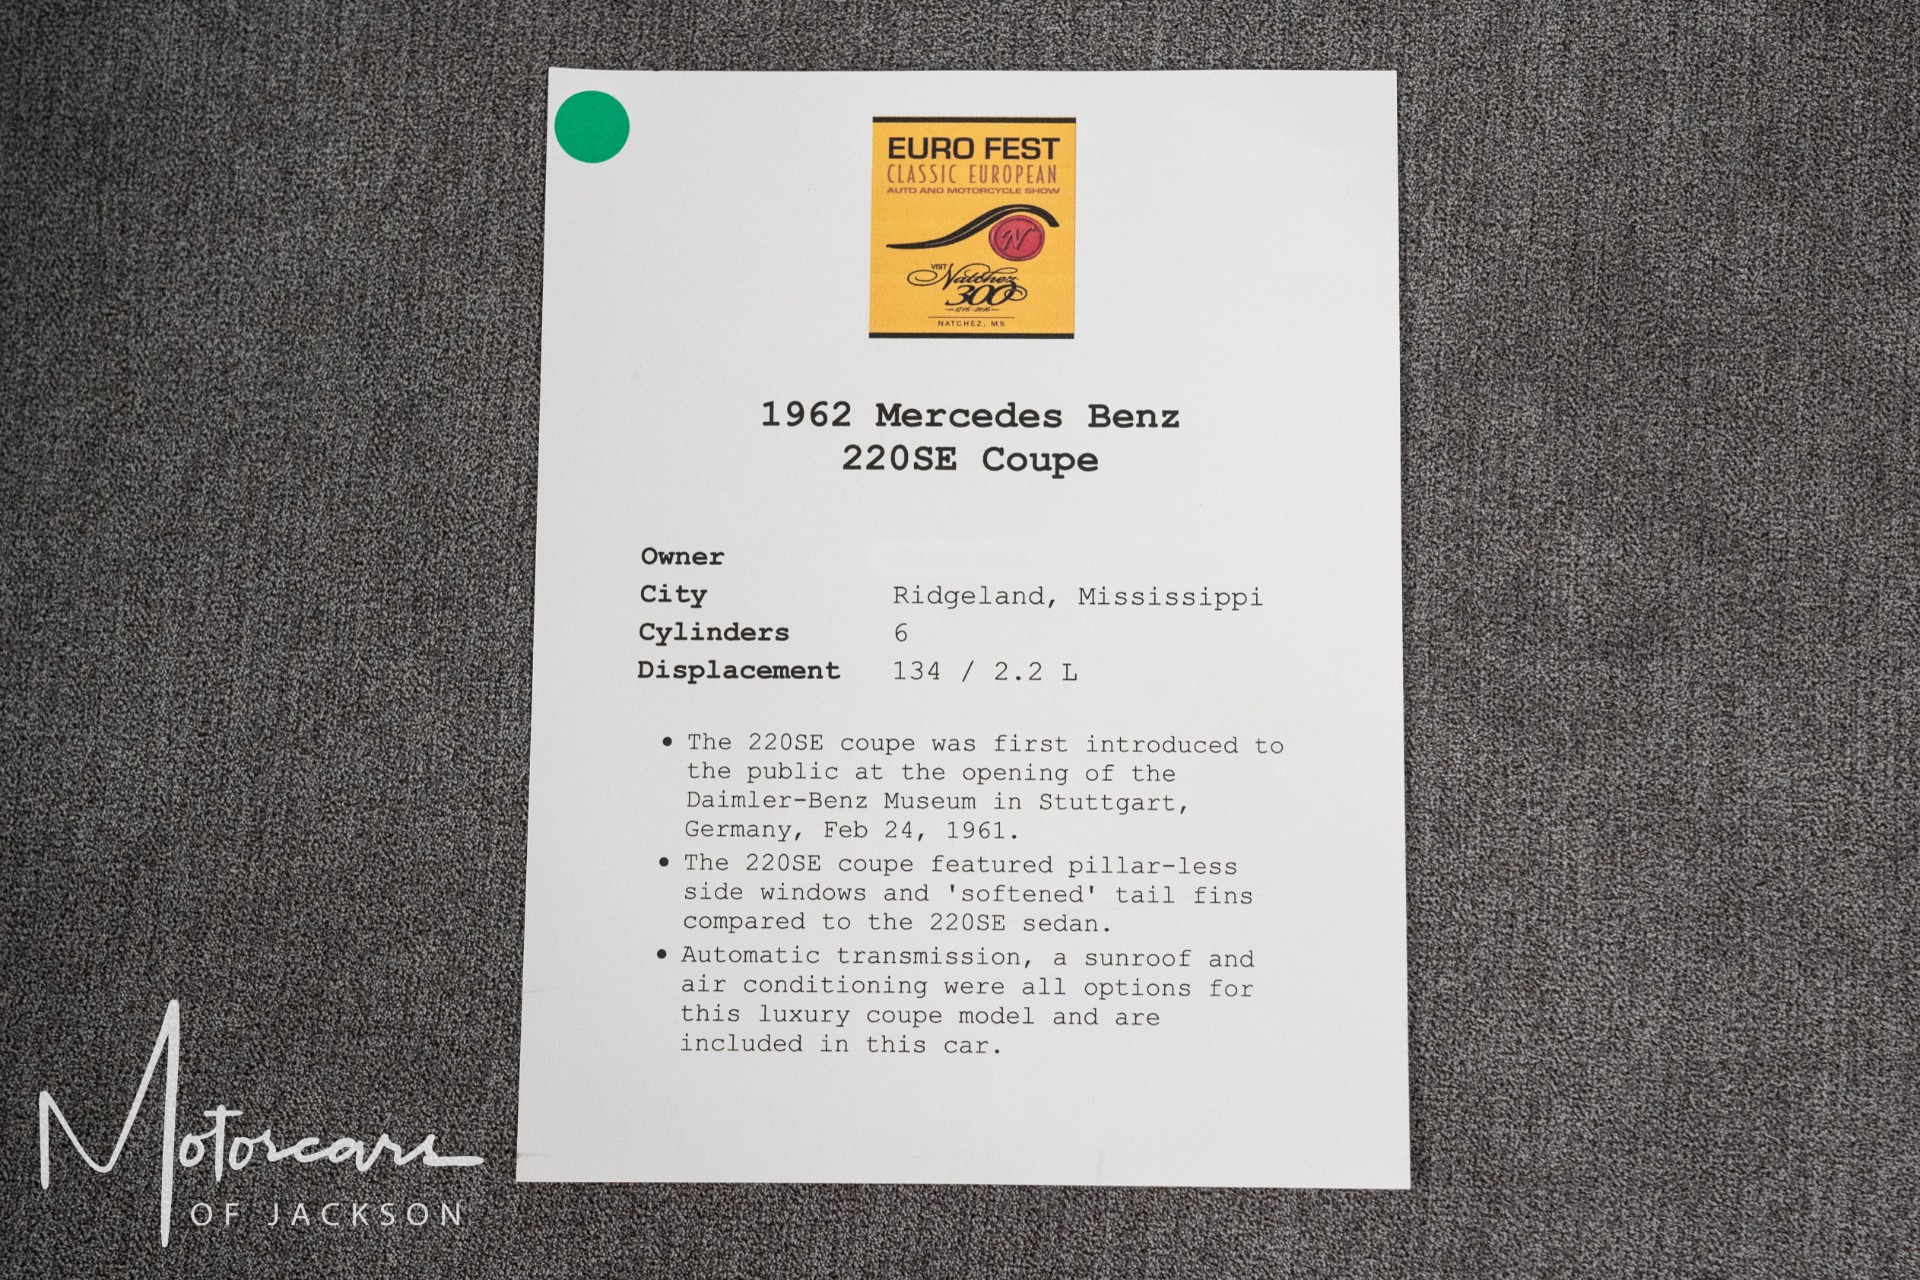 EURO FEST
CLASSIC EUROPEAN
AUTO AND MOTORCYCLE SHOW
N
VISIT
Natchez
300
NATCHEZ, MS
1962 Mercedes Benz
220SE Coupe
Owner
City Ridgeland, Mississippi
Cylinders 6
Displacement 134 / 2.2 L
• The 220SE coupe was first introduced to
the public at the opening of the
Daimler-Benz Museum in Stuttgart,
Germany, Feb 24, 1961.
• The 220SE coupe featured pillar-less
side windows and 'softened' tail fins
compared to the 220SE sedan.
• Automatic transmission, a sunroof and
air conditioning were all options for
this luxury coupe model and are
included in this car.
Motorcars
OF JACKSON